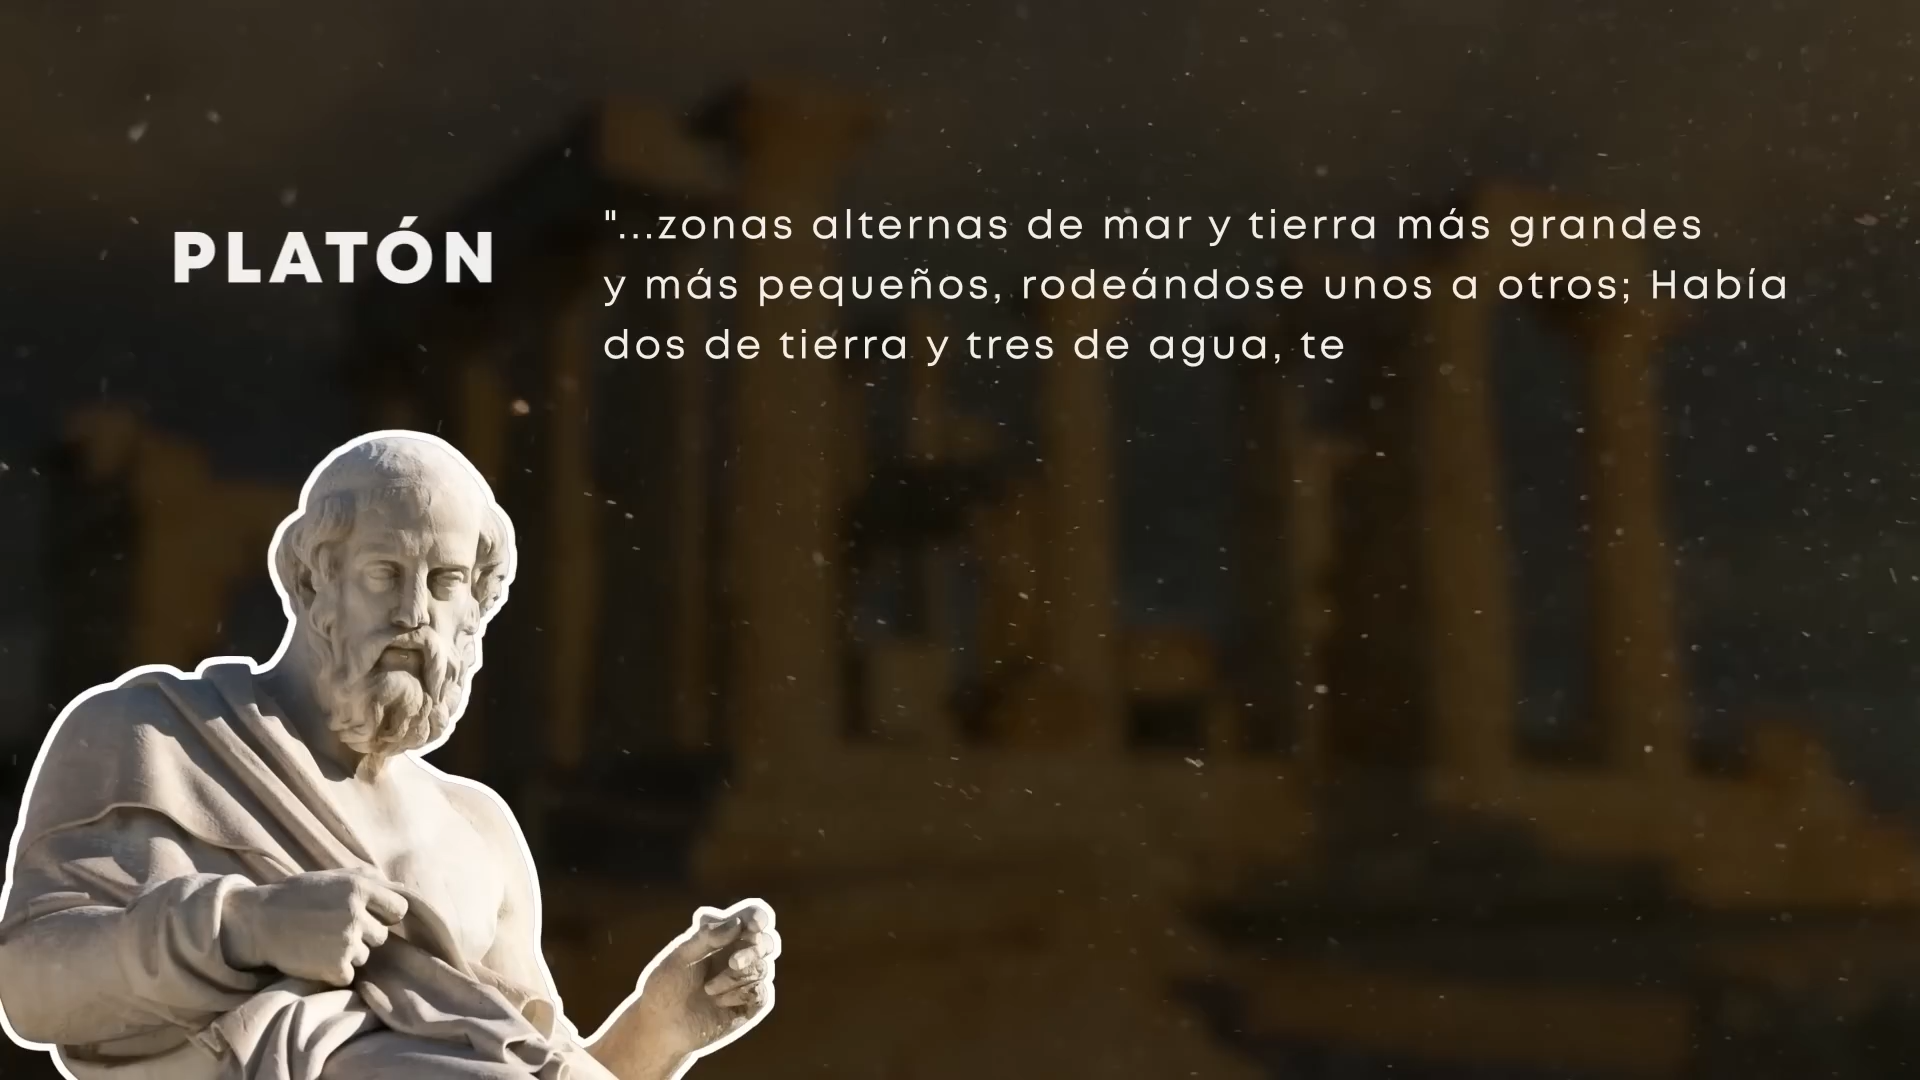 PLATÓN
"...zonas alternas de mar y tierra más grandes
y más pequeños, rodeándose unos a otros; Había
dos de tierra y tres de agua, te